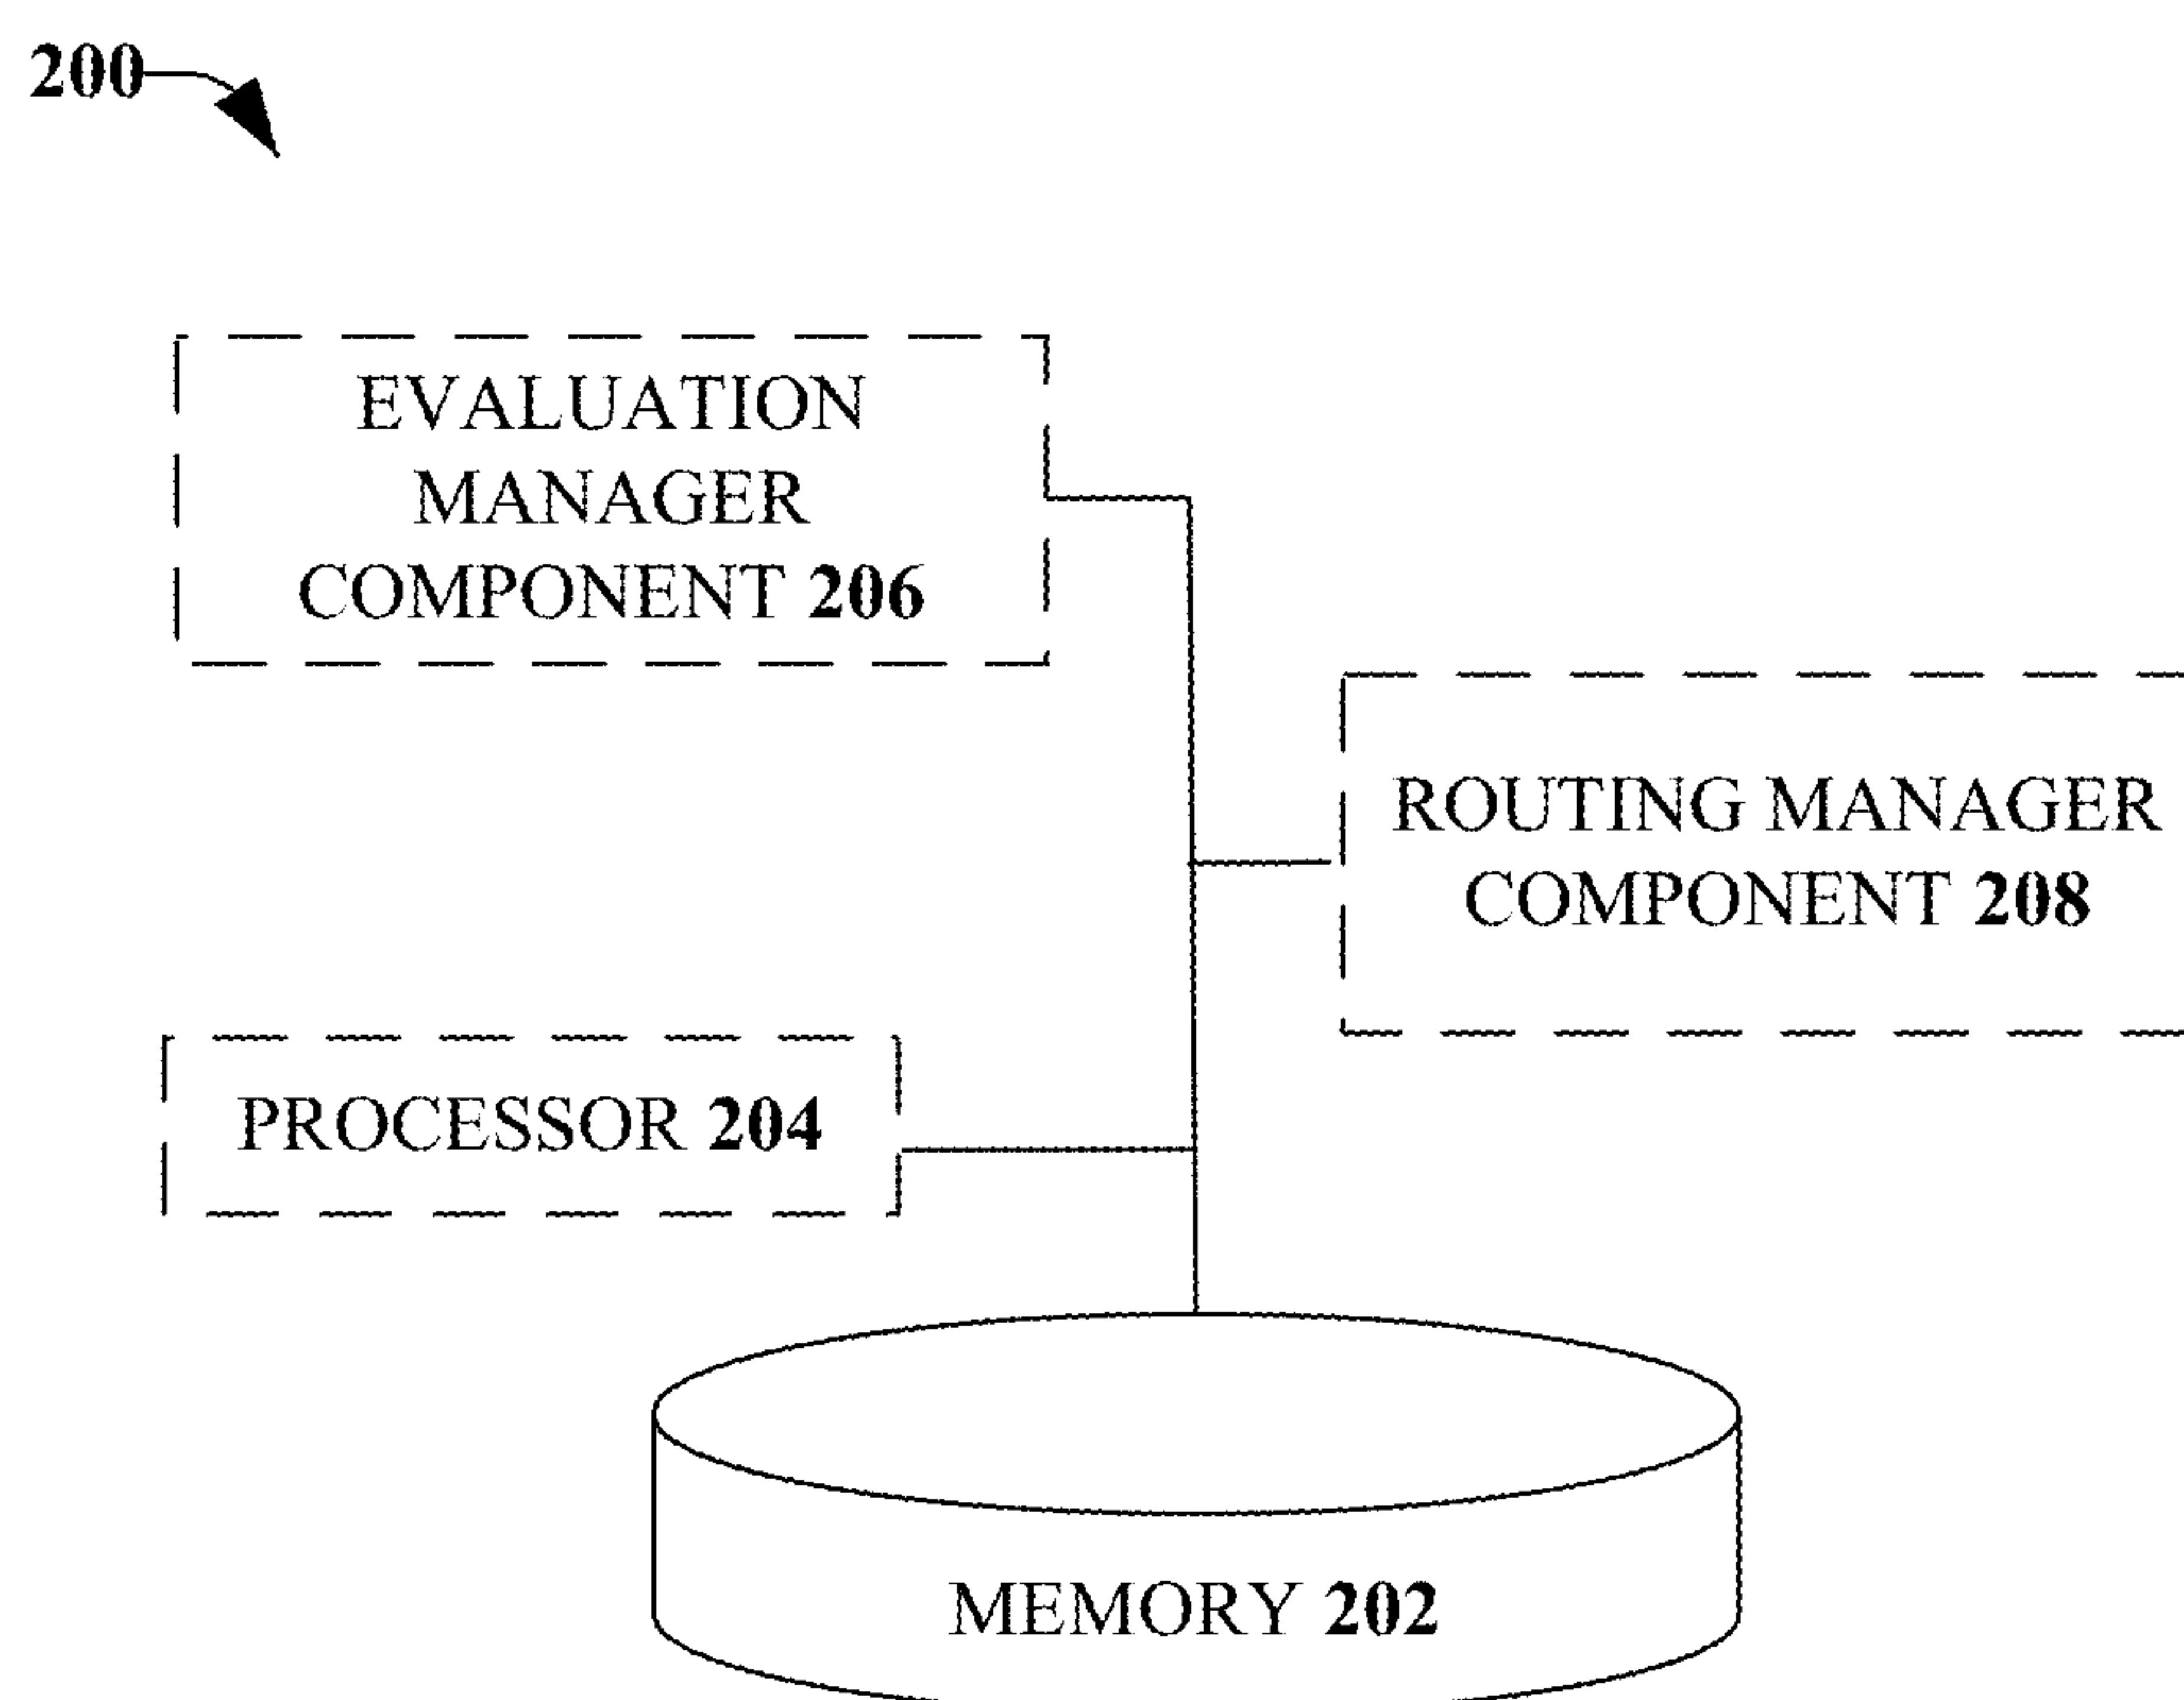 200
EVALUATION
MANAGER
COMPONENT 206
ROUTING MANAGER
COMPONENT 208
PROCESSOR 204
MEMORY 202